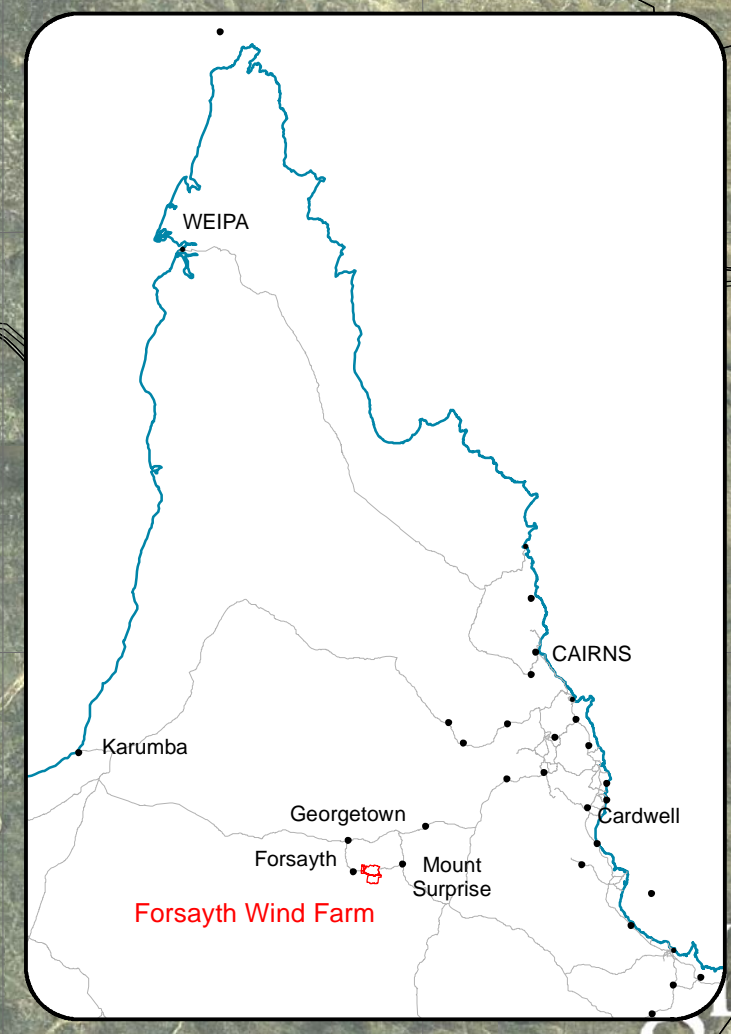 WEIPA
CAIRNS
Karumba
Georgetown
Cardwell
Forsayth
Mount
Surprise
Forsayth Wind Farm